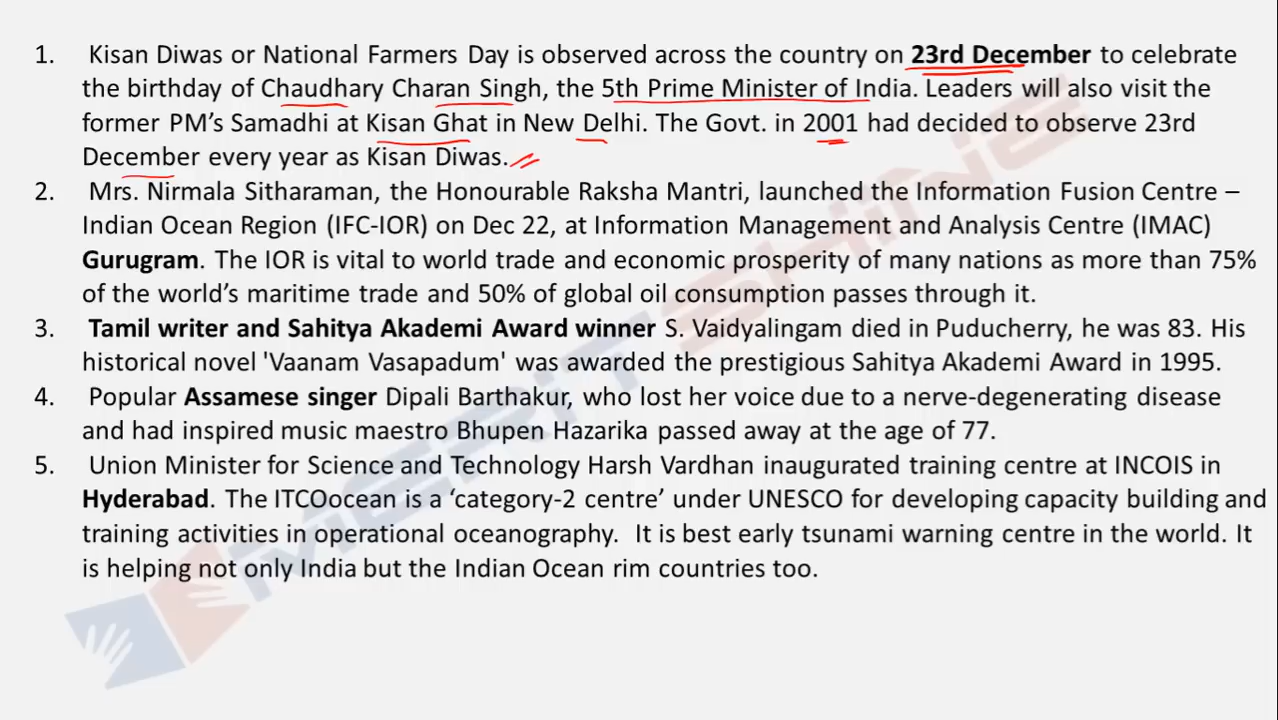 1. Kisan Diwas or National Farmers Day is observed across the country on 23rd December to celebrate
the birthday of Chaudhary Charan Singh, the 5th Prime Minister of India. Leaders will also visit the
former PM’s Samadhi at Kisan Ghat in New Delhi. The Govt. in 2001 had decided to observe 23rd
December every year as Kisan Diwas.
2. Mrs. Nirmala Sitharaman, the Honourable Raksha Mantri, launched the Information Fusion Centre –
Indian Ocean Region (IFC-IOR) on Dec 22, at Information Management and Analysis Centre (IMAC)
Gurugram. The IOR is vital to world trade and economic prosperity of many nations as more than 75%
of the world’s maritime trade and 50% of global oil consumption passes through it.
3. Tamil writer and Sahitya Akademi Award winner S. Vaidyalingam died in Puducherry, he was 83. His
historical novel 'Vaanam Vasapadum' was awarded the prestigious Sahitya Akademi Award in 1995.
4. Popular Assamese singer Dipali Barthakur, who lost her voice due to a nerve-degenerating disease
and had inspired music maestro Bhupen Hazarika passed away at the age of 77.
5. Union Minister for Science and Technology Harsh Vardhan inaugurated training centre at INCOIS in
Hyderabad. The ITCOocean is a ‘category-2 centre’ under UNESCO for developing capacity building and
training activities in operational oceanography. It is best early tsunami warning centre in the world. It
is helping not only India but the Indian Ocean rim countries too.
MERIT SHINE